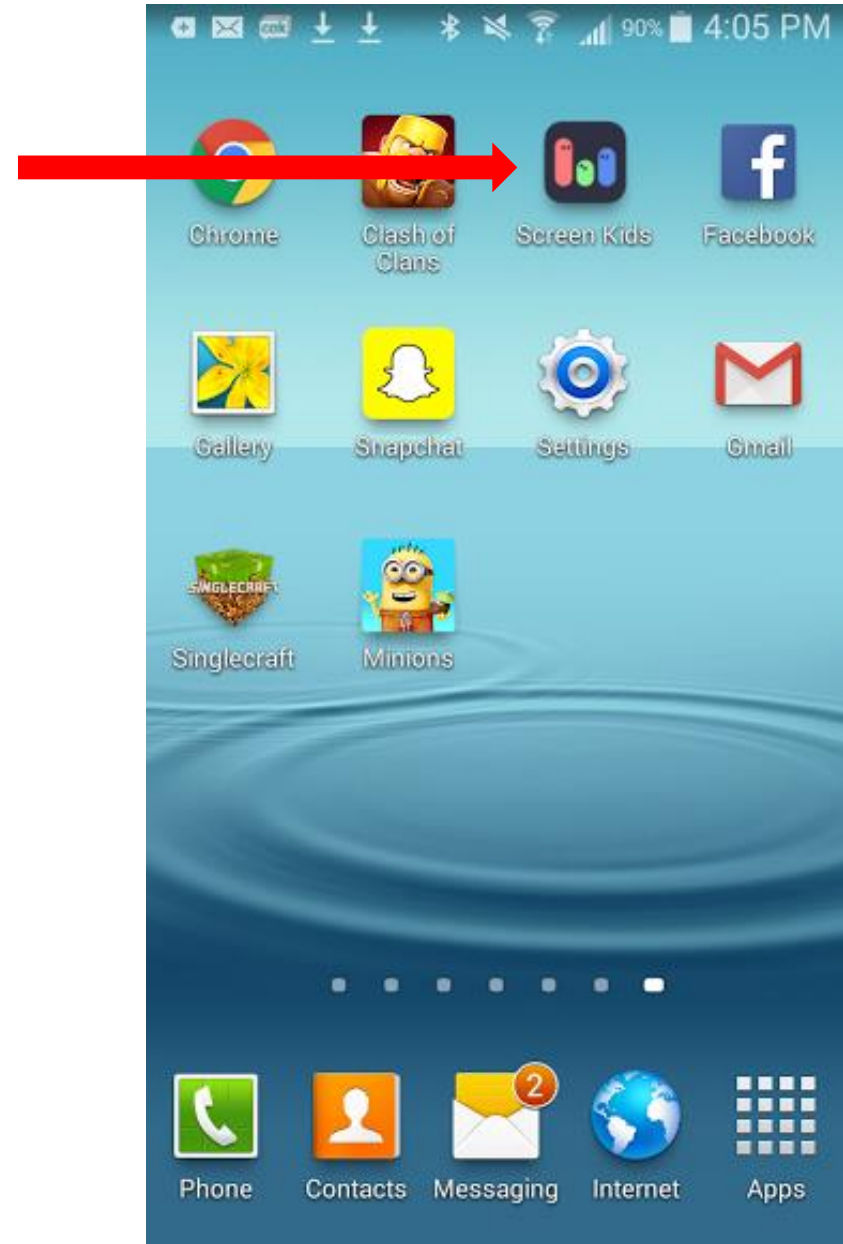 90% 4:05 PM
Chrome Clash of Clans Screen Kids Facebook
Gallery Snapchat Settings Gmail
SINGLECRAFT
Singlecraft Minions
2
Phone Contacts Messaging Internet Apps